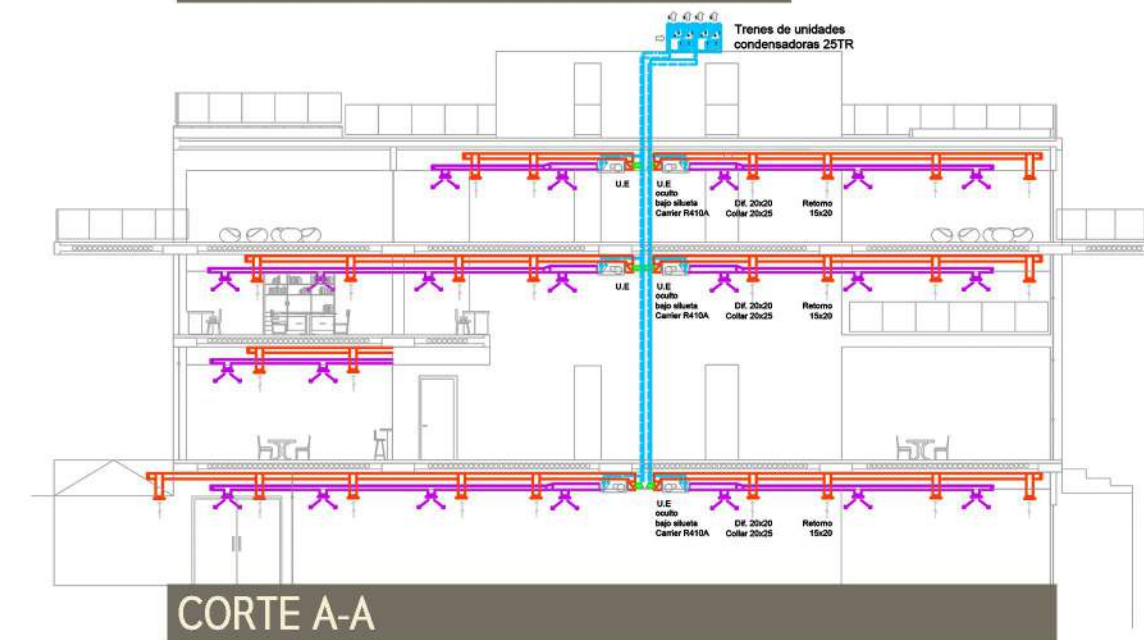 Trenes de unidades
condensadoras 25TR
U.E
U.E
oculto
bajo silueta
Carrier R410A
Dif. 20x20
Collar 20x25
Retorno
15x20
U.E
U.E
oculto
bajo silueta
Carrier R410A
Dif. 20x20
Collar 20x25
Retorno
15x20
U.E
oculto
bajo silueta
Carrier R410A
Dif. 20x20
Collar 20x25
Retorno
15x20
CORTE A-A